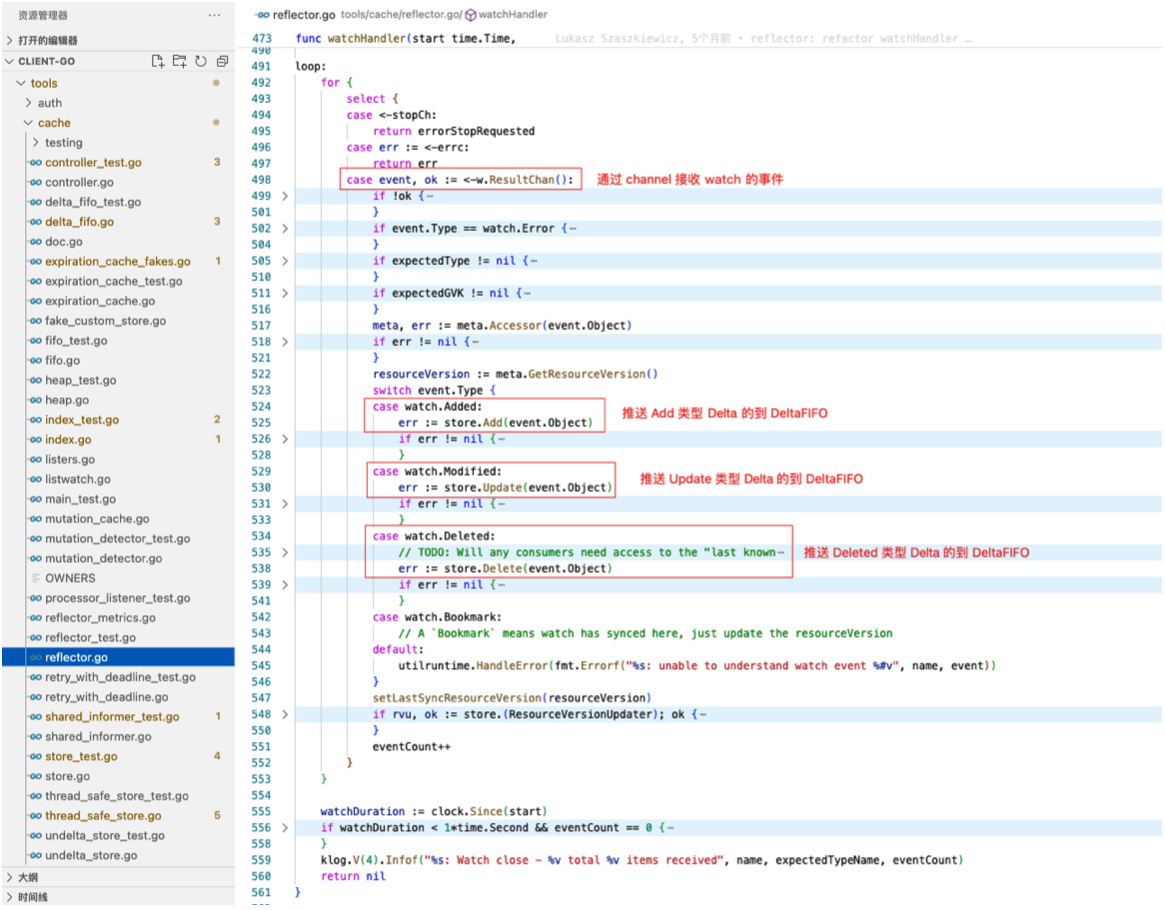 资源管理器
打开的编辑器
CLIENT-GO
tools
auth
cache
testing
controller_test.go 3
controller.go
delta_fifo_test.go
delta_fifo.go 3
doc.go
expiration_cache_fakes.go 1
expiration_cache_test.go
expiration_cache.go
fake_custom_store.go
fifo_test.go
fifo.go
heap_test.go
heap.go
index_test.go 2
index.go 1
listers.go
listwatch.go
main_test.go
mutation_cache.go
mutation_detector_test.go
mutation_detector.go
OWNERS
processor_listener_test.go
reflector_metrics.go
reflector_test.go
reflector.go
retry_with_deadline_test.go
retry_with_deadline.go
shared_informer_test.go 1
shared_informer.go
store_test.go 4
store.go
thread_safe_store_test.go
thread_safe_store.go 5
undelta_store_test.go
undelta_store.go
大纲
时间线
reflector.go tools/cache/reflector.go/ watchHandler
473 func watchHandler(start time.Time, Lukasz Szaszkiewicz, 5个月前 • reflector: refactor watchHandler …
490
491 loop:
492 for {
493 select {
494 case <-stopCh:
495 return errorStopRequested
496 case err := <-errc:
497 return err
498 case event, ok := <-w.ResultChan(): 通过 channel 接收 watch 的事件
499 if !ok {…
501 }
502 if event.Type == watch.Error {…
504 }
505 if expectedType != nil {…
510 }
511 if expectedGVK != nil {…
516 }
517 meta, err := meta.Accessor(event.Object)
518 if err != nil {…
521 }
522 resourceVersion := meta.GetResourceVersion()
523 switch event.Type {
524 case watch.Added:
525 err := store.Add(event.Object) 推送 Add 类型 Delta 的到 DeltaFIFO
526 if err != nil {…
528 }
529 case watch.Modified:
530 err := store.Update(event.Object) 推送 Update 类型 Delta 的到 DeltaFIFO
531 if err != nil {…
533 }
534 case watch.Deleted:
535 // TODO: Will any consumers need access to the "last known… 推送 Deleted 类型 Delta 的到 DeltaFIFO
538 err := store.Delete(event.Object)
539 if err != nil {…
541 }
542 case watch.Bookmark:
543 // A `Bookmark` means watch has synced here, just update the resourceVersion
544 default:
545 utilruntime.HandleError(fmt.Errorf("%s: unable to understand watch event %#v", name, event))
546 }
547 setLastSyncResourceVersion(resourceVersion)
548 if rvu, ok := store.(ResourceVersionUpdater); ok {…
550 }
551 eventCount++
552 }
553 }
554
555 watchDuration := clock.Since(start)
556 if watchDuration < 1*time.Second && eventCount == 0 {…
558 }
559 klog.V(4).Infof("%s: Watch close - %v total %v items received", name, expectedTypeName, eventCount)
560 return nil
561 }